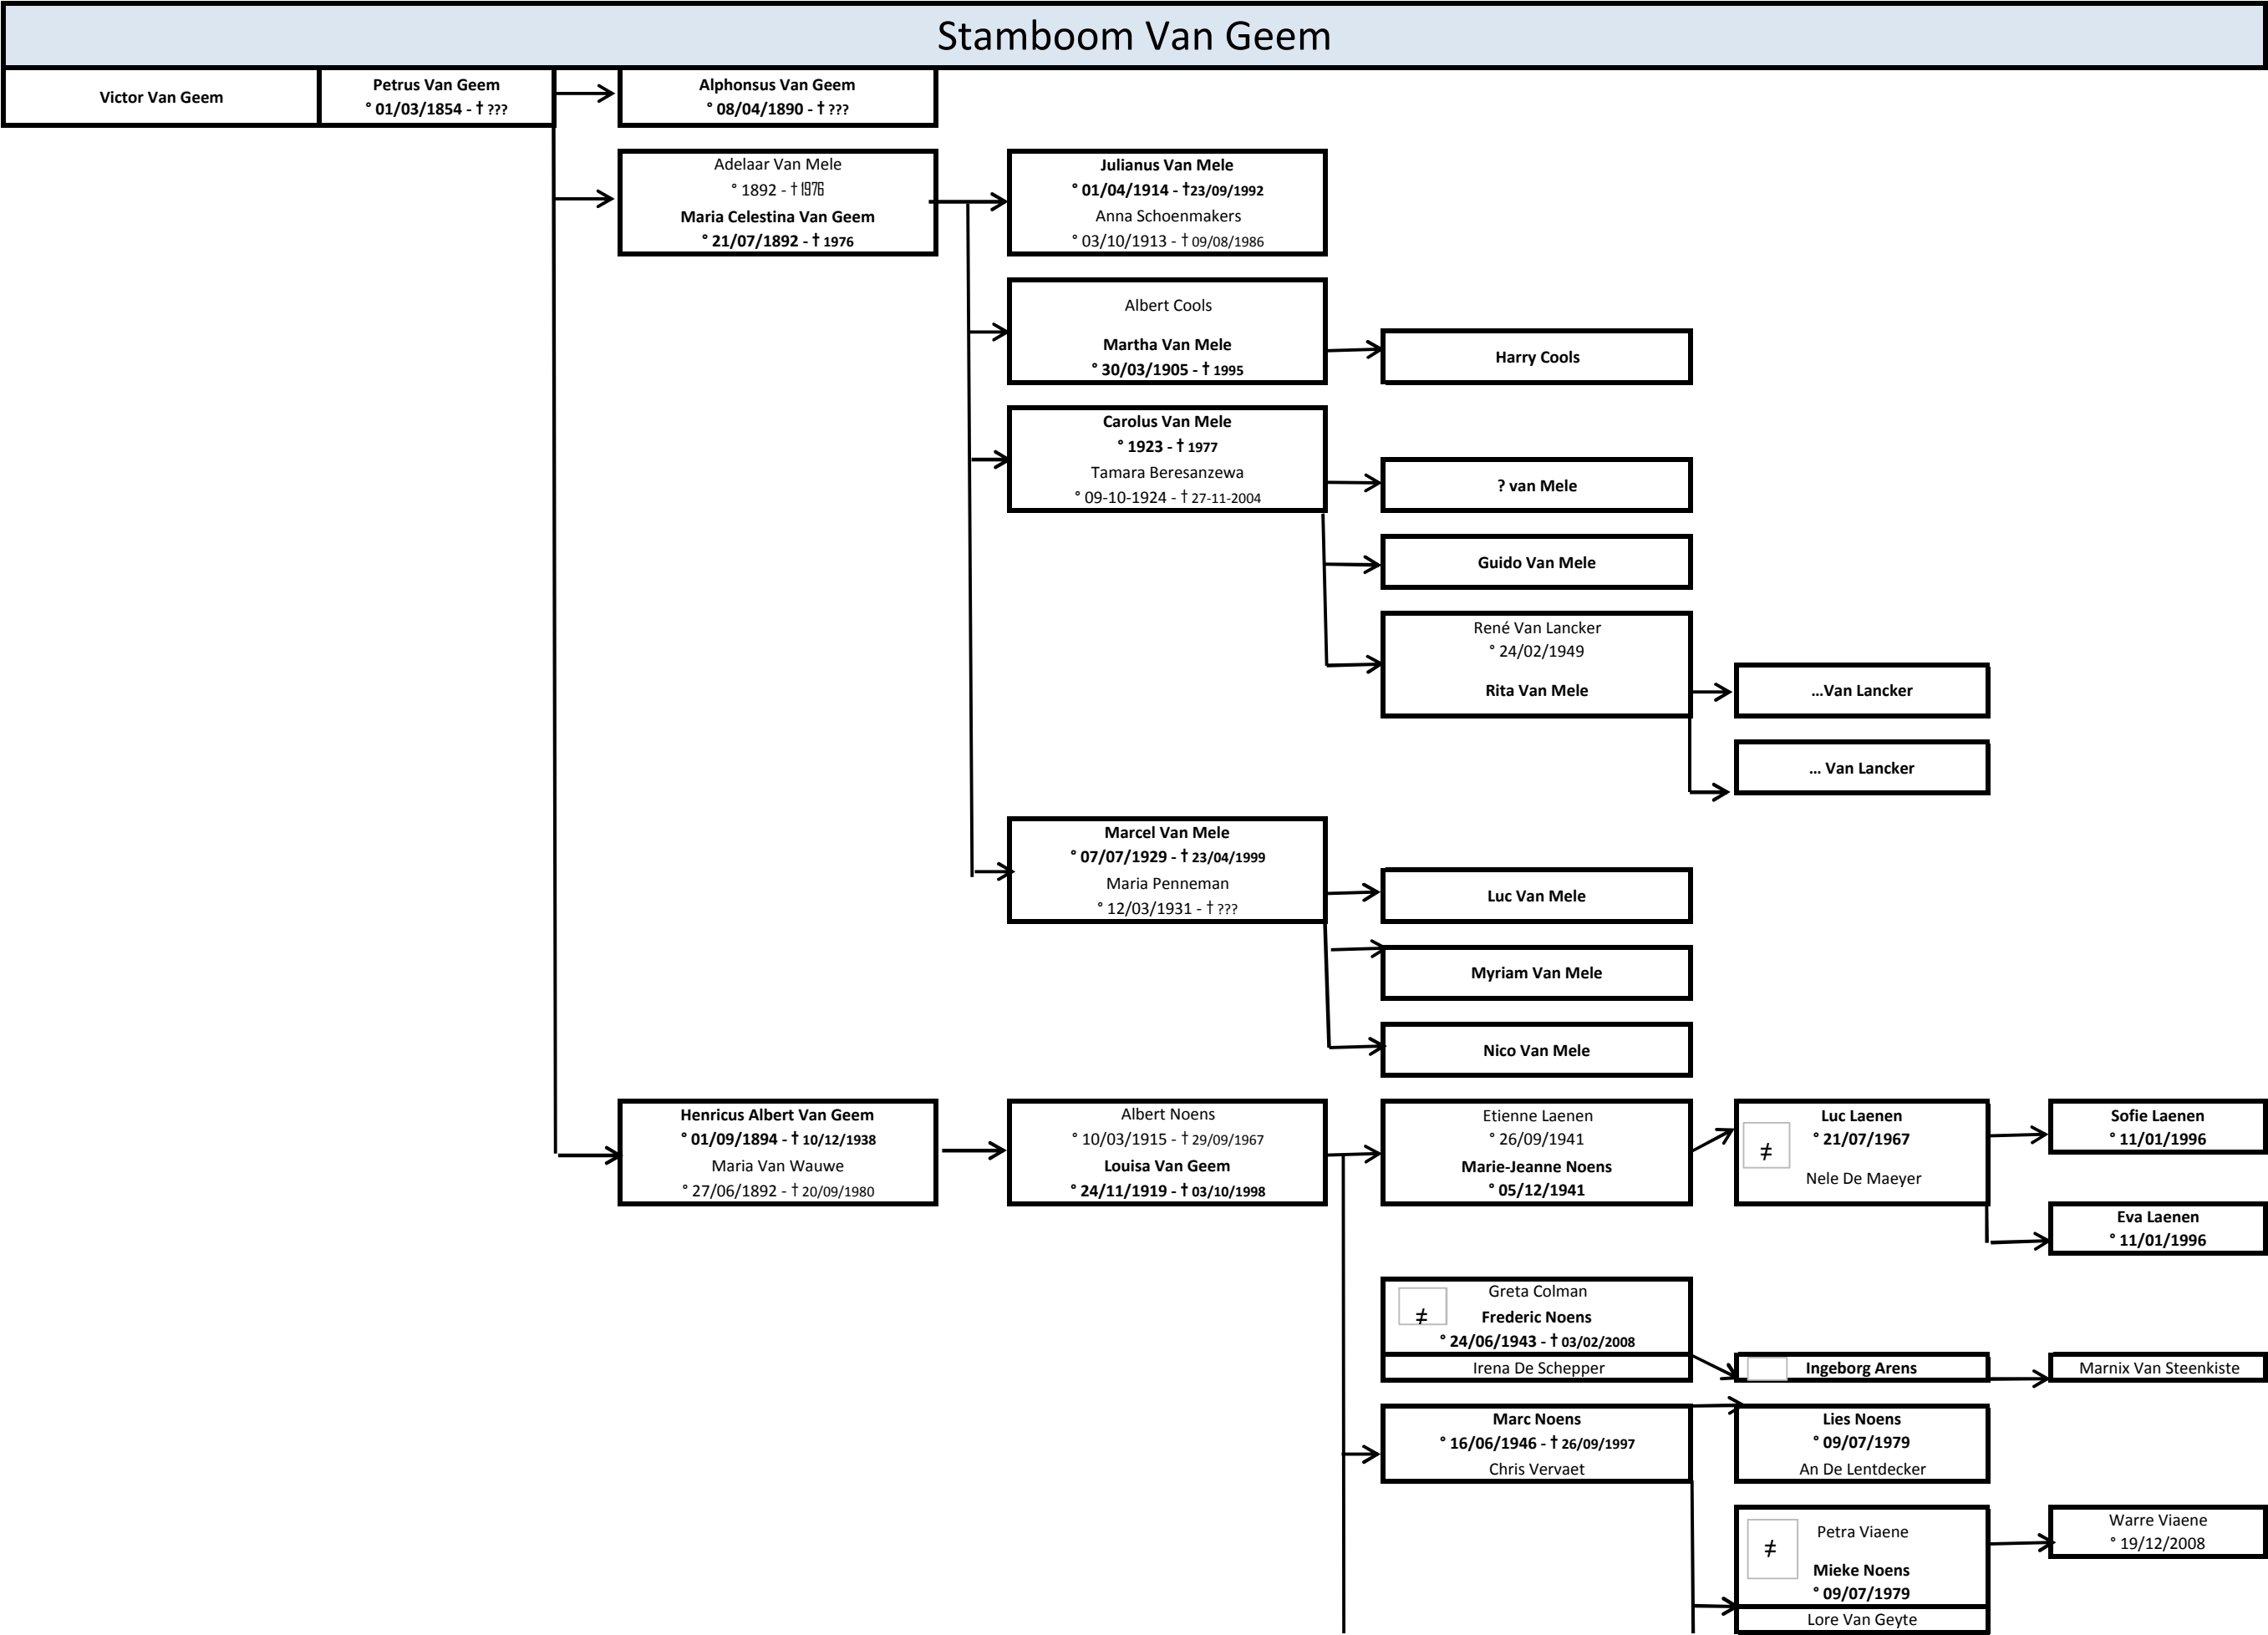 Stamboom Van Geem
Victor Van Geem
Petrus Van Geem
° 01/03/1854 - † ???
Alphonsus Van Geem
° 08/04/1890 - † ???
Adelaar Van Mele
° 1892 - † 1976
Maria Celestina Van Geem
° 21/07/1892 - † 1976
Julianus Van Mele
° 01/04/1914 - †23/09/1992
Anna Schoenmakers
° 03/10/1913 - † 09/08/1986
Albert Cools
Martha Van Mele
° 30/03/1905 - † 1995
Harry Cools
Carolus Van Mele
° 1923 - † 1977
Tamara Beresanzewa
° 09-10-1924 - † 27-11-2004
? van Mele
Guido Van Mele
René Van Lancker
° 24/02/1949
Rita Van Mele
...Van Lancker
... Van Lancker
Marcel Van Mele
° 07/07/1929 - † 23/04/1999
Maria Penneman
° 12/03/1931 - † ???
Luc Van Mele
Myriam Van Mele
Nico Van Mele
Henricus Albert Van Geem
° 01/09/1894 - † 10/12/1938
Maria Van Wauwe
° 27/06/1892 - † 20/09/1980
Albert Noens
° 10/03/1915 - † 29/09/1967
Louisa Van Geem
° 24/11/1919 - † 03/10/1998
Etienne Laenen
° 26/09/1941
Marie-Jeanne Noens
° 05/12/1941
≠
Luc Laenen
° 21/07/1967
Nele De Maeyer
Sofie Laenen
° 11/01/1996
Eva Laenen
° 11/01/1996
≠
Greta Colman
Frederic Noens
° 24/06/1943 - † 03/02/2008
Irena De Schepper
Ingeborg Arens
Marnix Van Steenkiste
Marc Noens
° 16/06/1946 - † 26/09/1997
Chris Vervaet
Lies Noens
° 09/07/1979
An De Lentdecker
≠
Petra Viaene
Mieke Noens
° 09/07/1979
Lore Van Geyte
Warre Viaene
° 19/12/2008